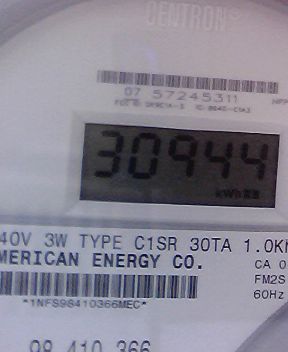 CENTRON®
07 57245311
30944
kWh
40V 3W TYPE C1SR 30TA 1.0K
MERICAN ENERGY CO.
CA 0
FM2S
60Hz
*1NFS98410366MEC*
98 410 366